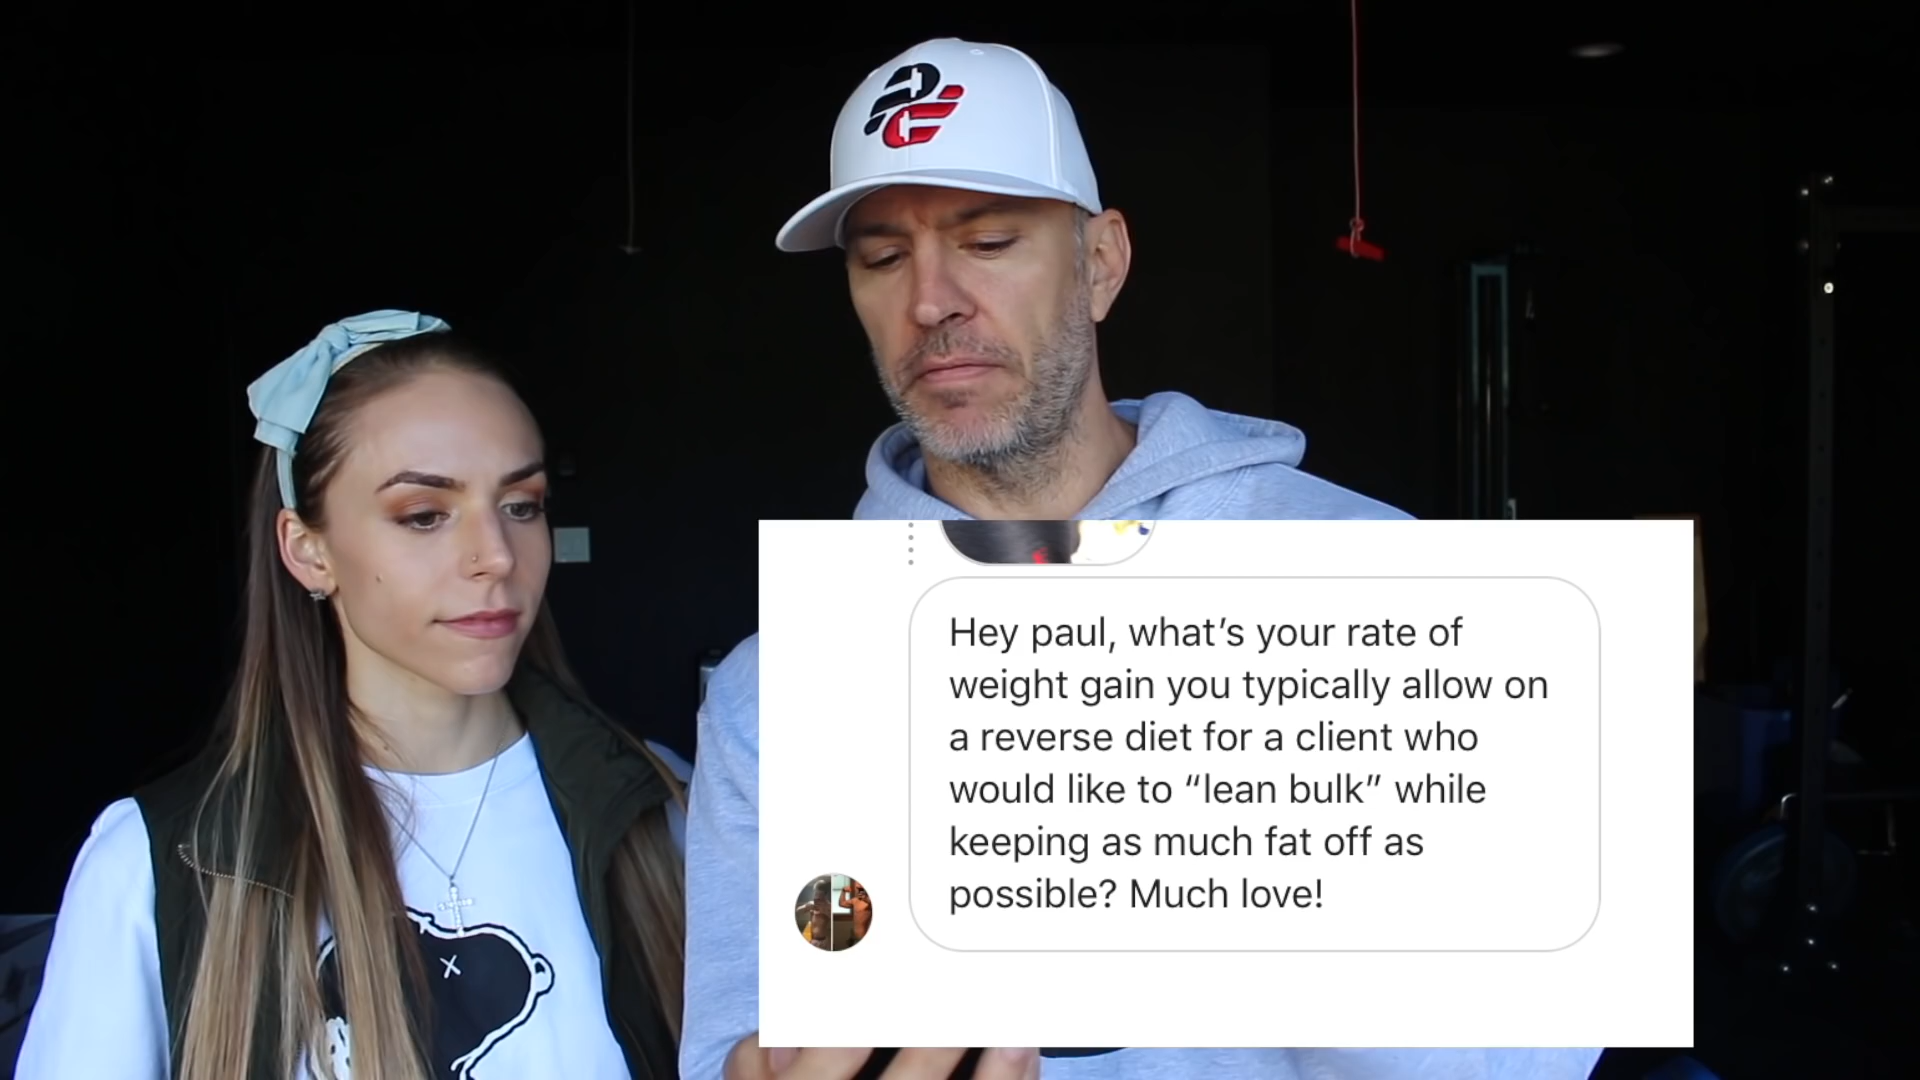 Hey paul, what's your rate of
weight gain you typically allow on
a reverse diet for a client who
would like to “lean bulk” while
keeping as much fat off as
possible? Much love!